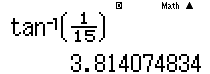 D Math ▲
tan⁻¹(1/15)
3.814074834